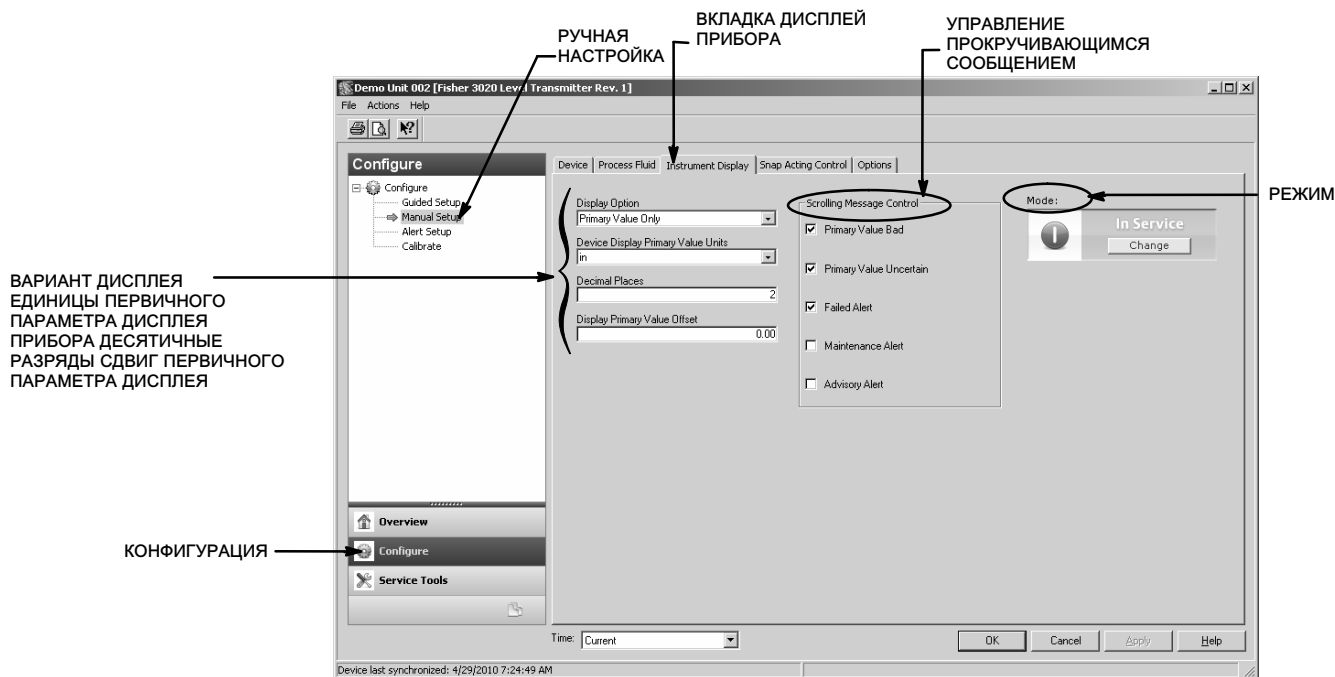 РУЧНАЯ
НАСТРОЙКА
ВКЛАДКА ДИСПЛЕЙ
ПРИБОРА
УПРАВЛЕНИЕ
ПРОКРУЧИВАЮЩИМСЯ
СООБЩЕНИЕМ
Demo Unit 002 [Fisher 3020 Level Transmitter Rev. 1]
File Actions Help
Configure
Configure
Guided Setup
Manual Setup
Alert Setup
Calibrate
Device Process Fluid Instrument Display Snap Acting Control Options
Display Option
Primary Value Only
Device Display Primary Value Units
in
Decimal Places
2
Display Primary Value Offset
0.00
Scrolling Message Control
Primary Value Bad
Primary Value Uncertain
Failed Alert
Maintenance Alert
Advisory Alert
Mode:
In Service
Change
РЕЖИМ
ВАРИАНТ ДИСПЛЕЯ
ЕДИНИЦЫ ПЕРВИЧНОГО
ПАРАМЕТРА ДИСПЛЕЯ
ПРИБОРА ДЕСЯТИЧНЫЕ
РАЗРЯДЫ СДВИГ ПЕРВИЧНОГО
ПАРАМЕТРА ДИСПЛЕЯ
Overview
КОНФИГУРАЦИЯ
Configure
Service Tools
Time: Current
OK Cancel Apply Help
Device last synchronized: 4/29/2010 7:24:49 AM